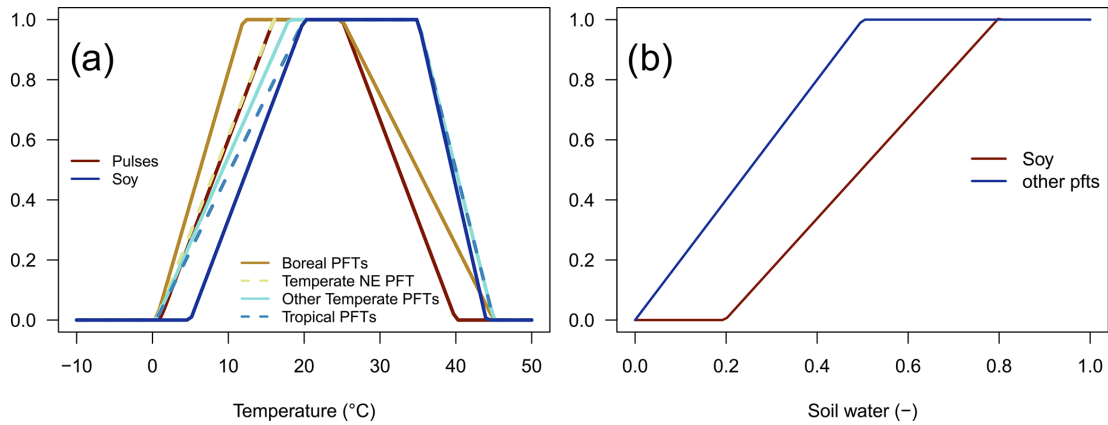 (a)
1.0
0.8
0.6
0.4
0.2
0.0
Pulses
Soy
Boreal PFTs
Temperate NE PFT
Other Temperate PFTs
Tropical PFTs
−10 0 10 20 30 40 50
Temperature (°C)
(b)
1.0
0.8
0.6
0.4
0.2
0.0
Soy
other pfts
0.0 0.2 0.4 0.6 0.8 1.0
Soil water (−)